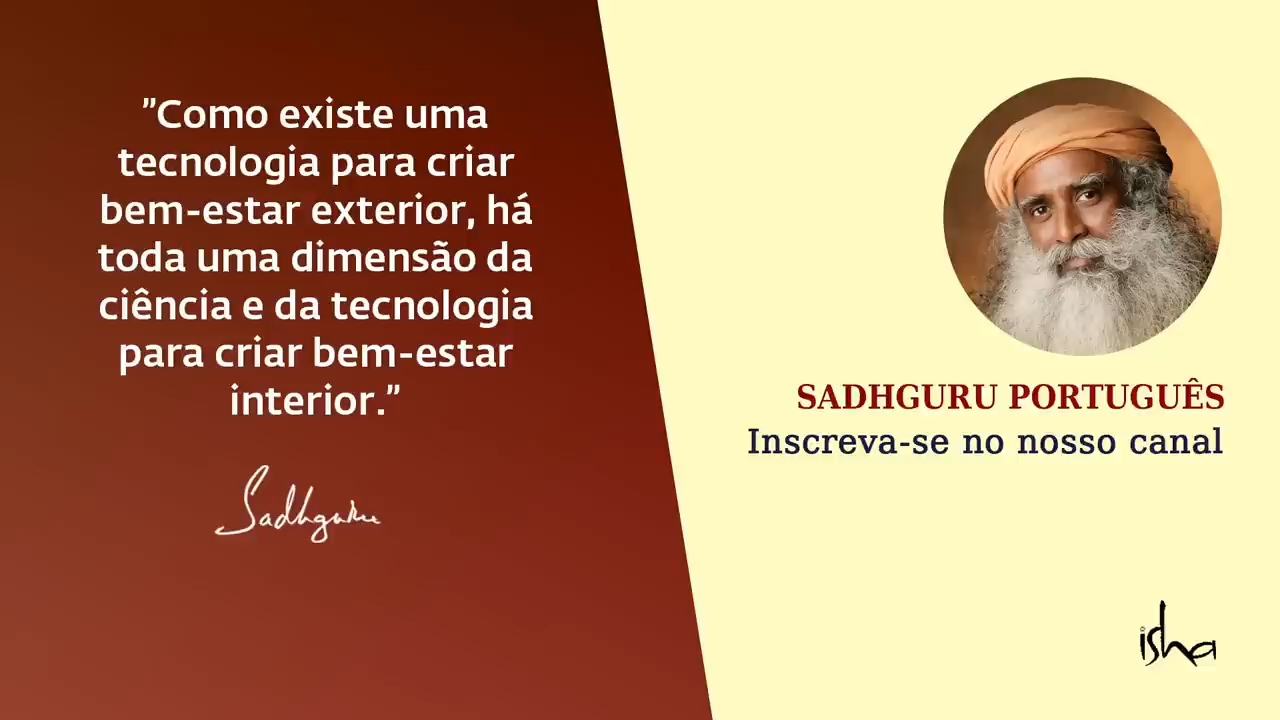 "Como existe uma
tecnologia para criar
bem-estar exterior, há
toda uma dimensão da
ciência e da tecnologia
para criar bem-estar
interior."
Sadhguru
SADHGURU PORTUGUÊS
Inscreva-se no nosso canal
isha